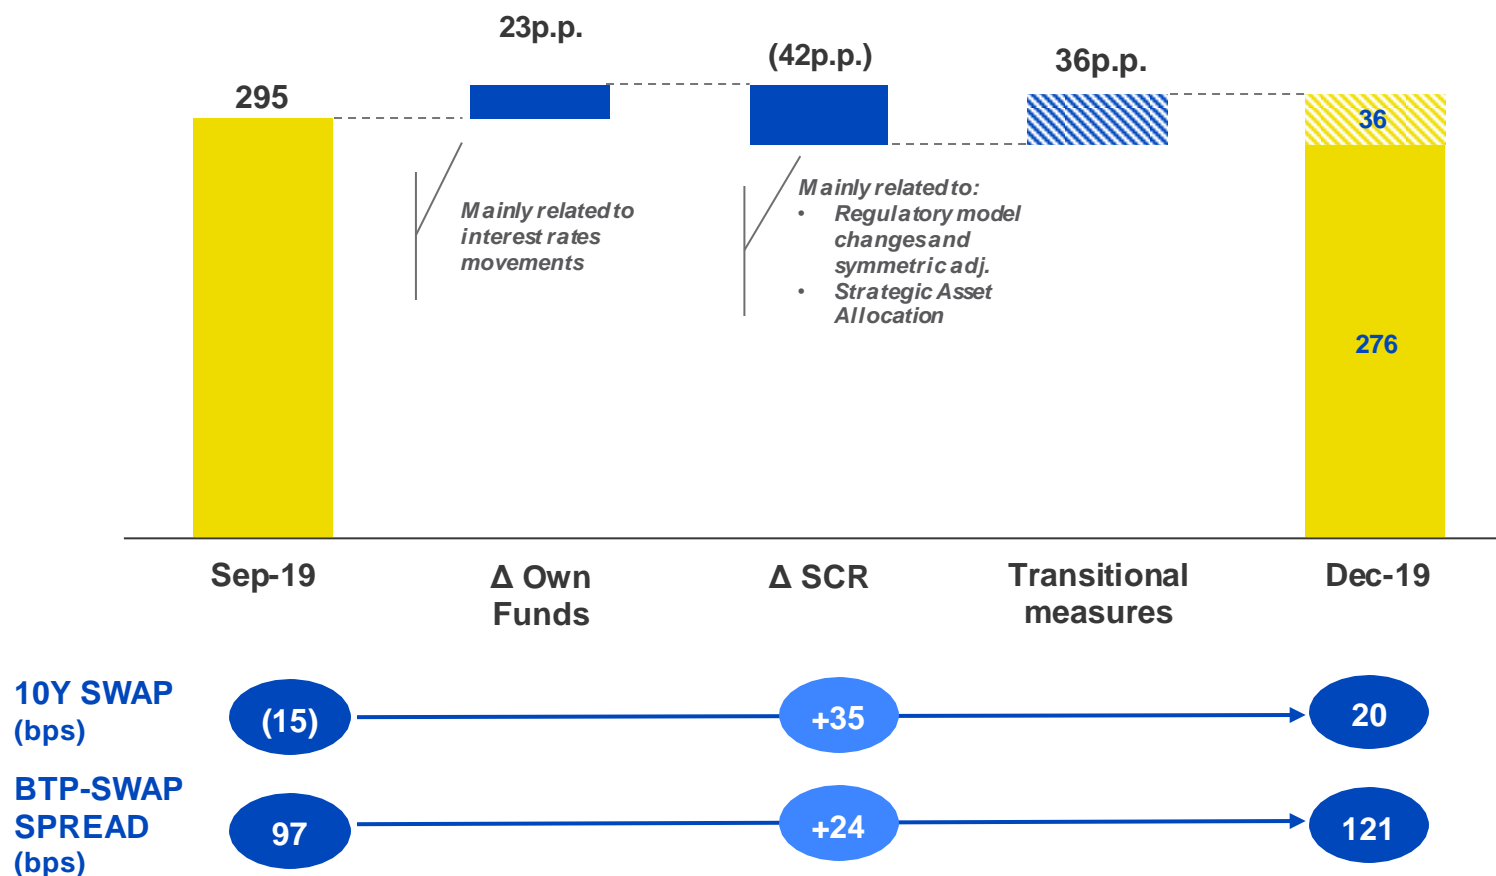 23p.p.
(42p.p.)
36p.p.
295
36
Mainly related to
interest rates
movements
Mainly related to:
• Regulatory model
changes and
symmetric adj.
• Strategic Asset
Allocation
276
Sep-19
Δ Own
Funds
Δ SCR
Transitional
measures
Dec-19
10Y SWAP
(bps)
(15)
+35
20
BTP-SWAP
SPREAD
(bps)
97
+24
121